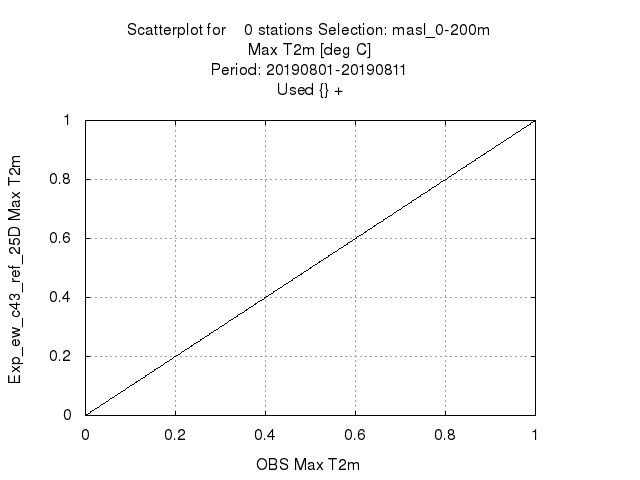 Scatterplot for    0 stations Selection: masl_0-200m
Max T2m [deg C]
Period: 20190801-20190811
Used {} +
1
0.8
0.6
0.4
0.2
0
Exp_ew_c43_ref_25D Max T2m
0 0.2 0.4 0.6 0.8 1
OBS Max T2m